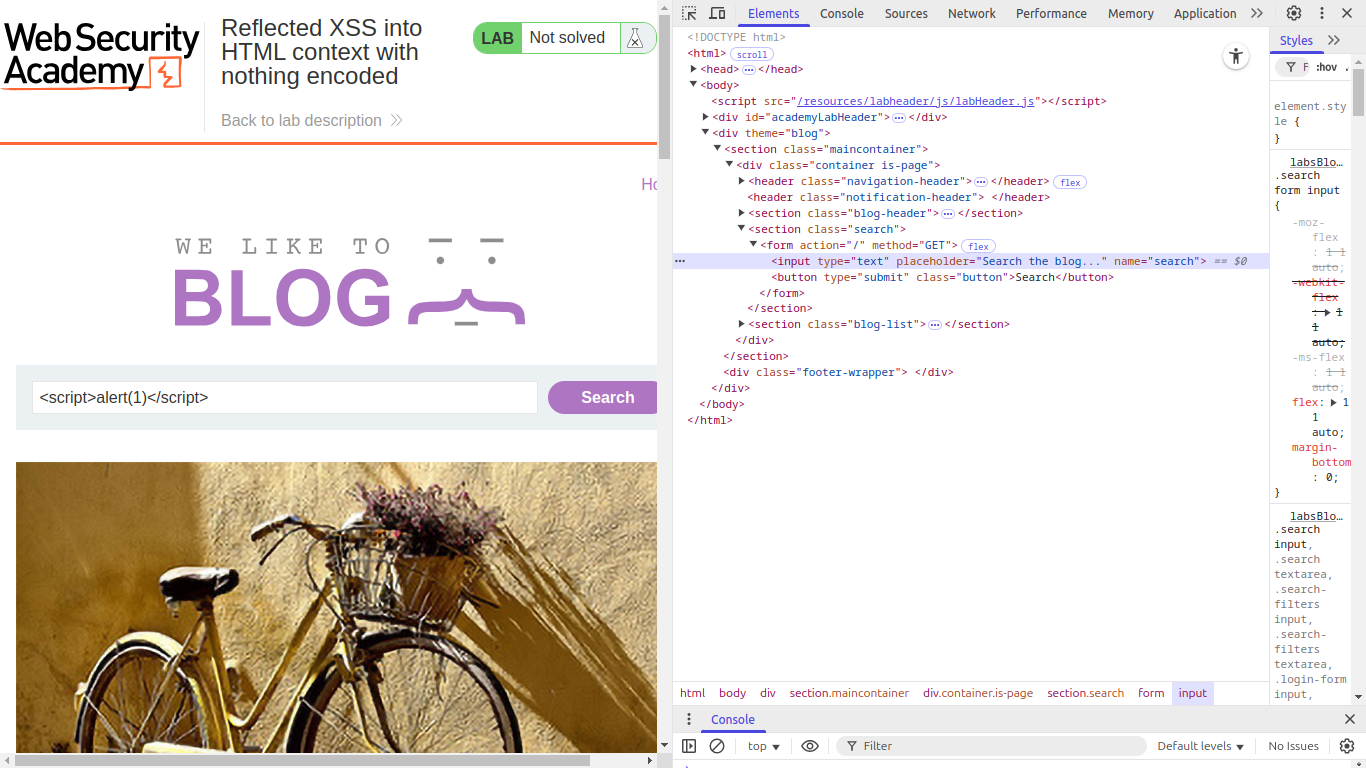 Web Security
Academy
Reflected XSS into
HTML context with
nothing encoded
Back to lab description
LAB
Not solved
Ho
WE LIKE TO
BLOG
<script>alert(1)</script>
Search
Elements
Console
Sources
Network
Performance
Memory
Application
<!DOCTYPE html>
<html> scroll
<head> ⋯ </head>
<body>
<script src="/resources/labheader/js/labHeader.js"></script>
<div id="academyLabHeader"> ⋯ </div>
<div theme="blog">
<section class="maincontainer">
<div class="container is-page">
<header class="navigation-header"> ⋯ </header> flex
<header class="notification-header"> </header>
<section class="blog-header"> ⋯ </section>
<section class="search">
<form action="/" method="GET"> flex
<input type="text" placeholder="Search the blog..." name="search"> == $0
<button type="submit" class="button">Search</button>
</form>
</section>
<section class="blog-list"> ⋯ </section>
</div>
</section>
<div class="footer-wrapper"> </div>
</div>
</body>
</html>
html body div section.maincontainer div.container.is-page section.search form input
Styles
F :hov .
element.sty
le {
}
labsBlo…
.search
form input
{
-moz-
flex
: 1 1
auto;
-webkit-
flex
: 1
1
auto;
-ms-flex
: 1 1
auto;
flex: 1
1
auto;
margin-
bottom
: 0;
}
labsBlo…
.search
input,
.search
textarea,
.search-
filters
input,
.search-
filters
textarea,
.login-form
input,
Console
top
Filter
Default levels
No Issues